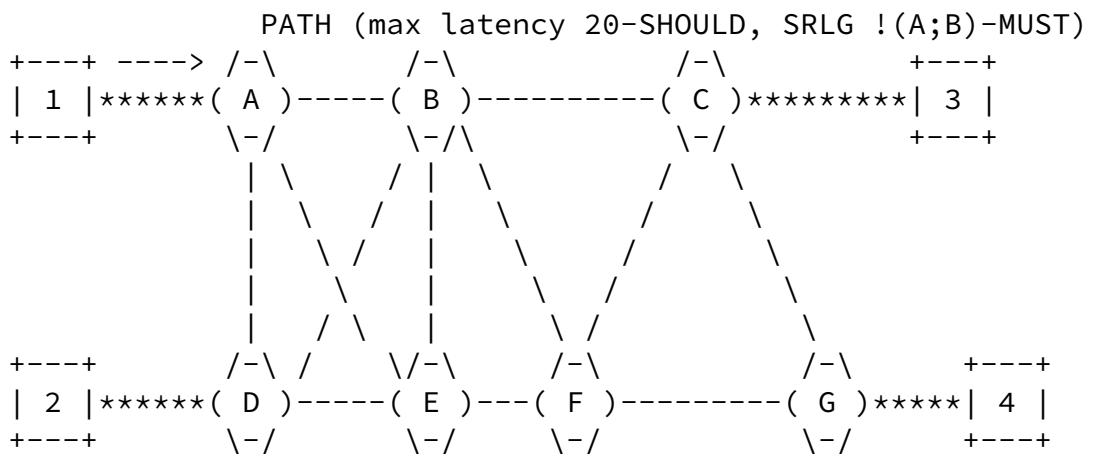 PATH (max latency 20-SHOULD, SRLG !(A;B)-MUST)
+---+ ----> /-\ /-\ /-\ +---+
| 1 |******( A )-----( B )----------( C )*********| 3 |
+---+ \-/ \-/\ \-/ +---+
| \ / | \ / \
| \ / | \ / \
| \ / | \ / \
| \ | \ / \
| / \ | \ / \
+---+ /-\ / \/-\ /-\ /-\ +---+
| 2 |******( D )-----( E )---( F )---------( G )*****| 4 |
+---+ \-/ \-/ \-/ \-/ +---+